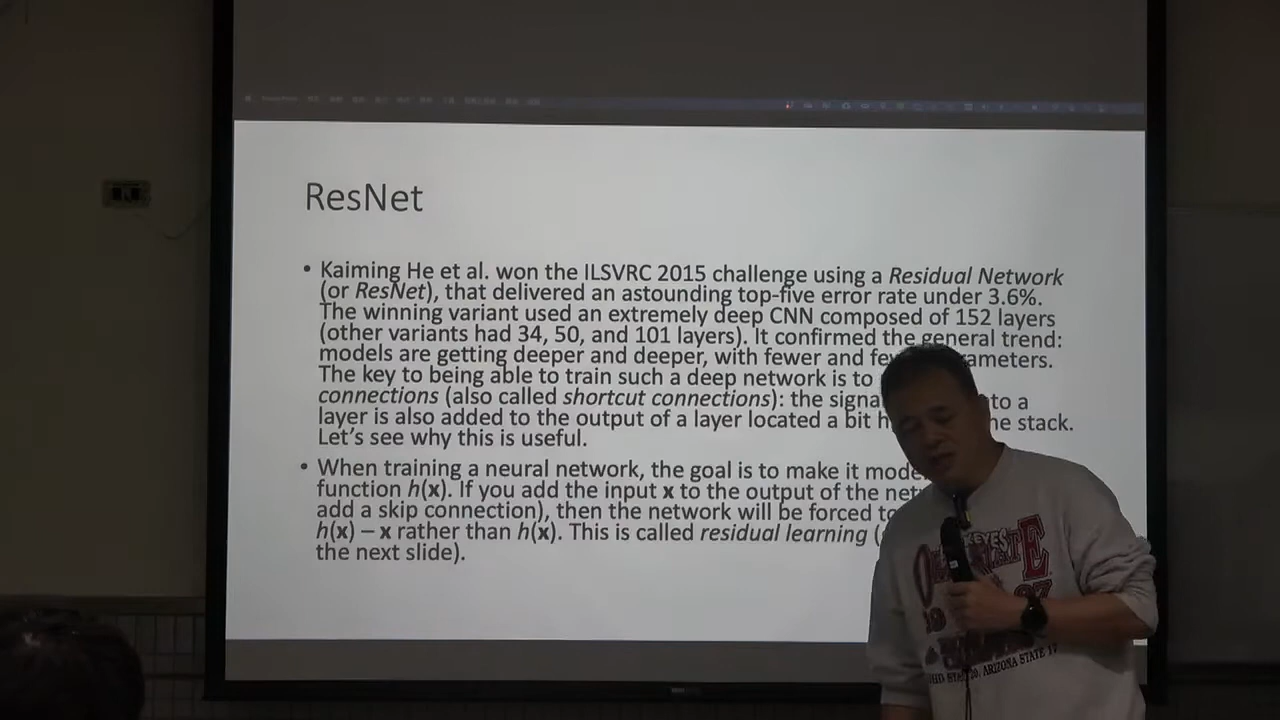 ResNet
• Kaiming He et al. won the ILSVRC 2015 challenge using a Residual Network
(or ResNet), that delivered an astounding top-five error rate under 3.6%.
The winning variant used an extremely deep CNN composed of 152 layers
(other variants had 34, 50, and 101 layers). It confirmed the general trend:
models are getting deeper and deeper, with fewer and
The key to being able to train such a deep network is to
connections (also called shortcut connections): the a
layer is also added to the output of a layer located a bit stack.
Let's see why this is useful.
• When training a neural network, the goal is to make it
function h(x). If you add the input x to the output of the
add a skip connection), then the network will be forced
h(x) – x rather than h(x). This is called residual learning
the next slide).
ARIZONA STATE